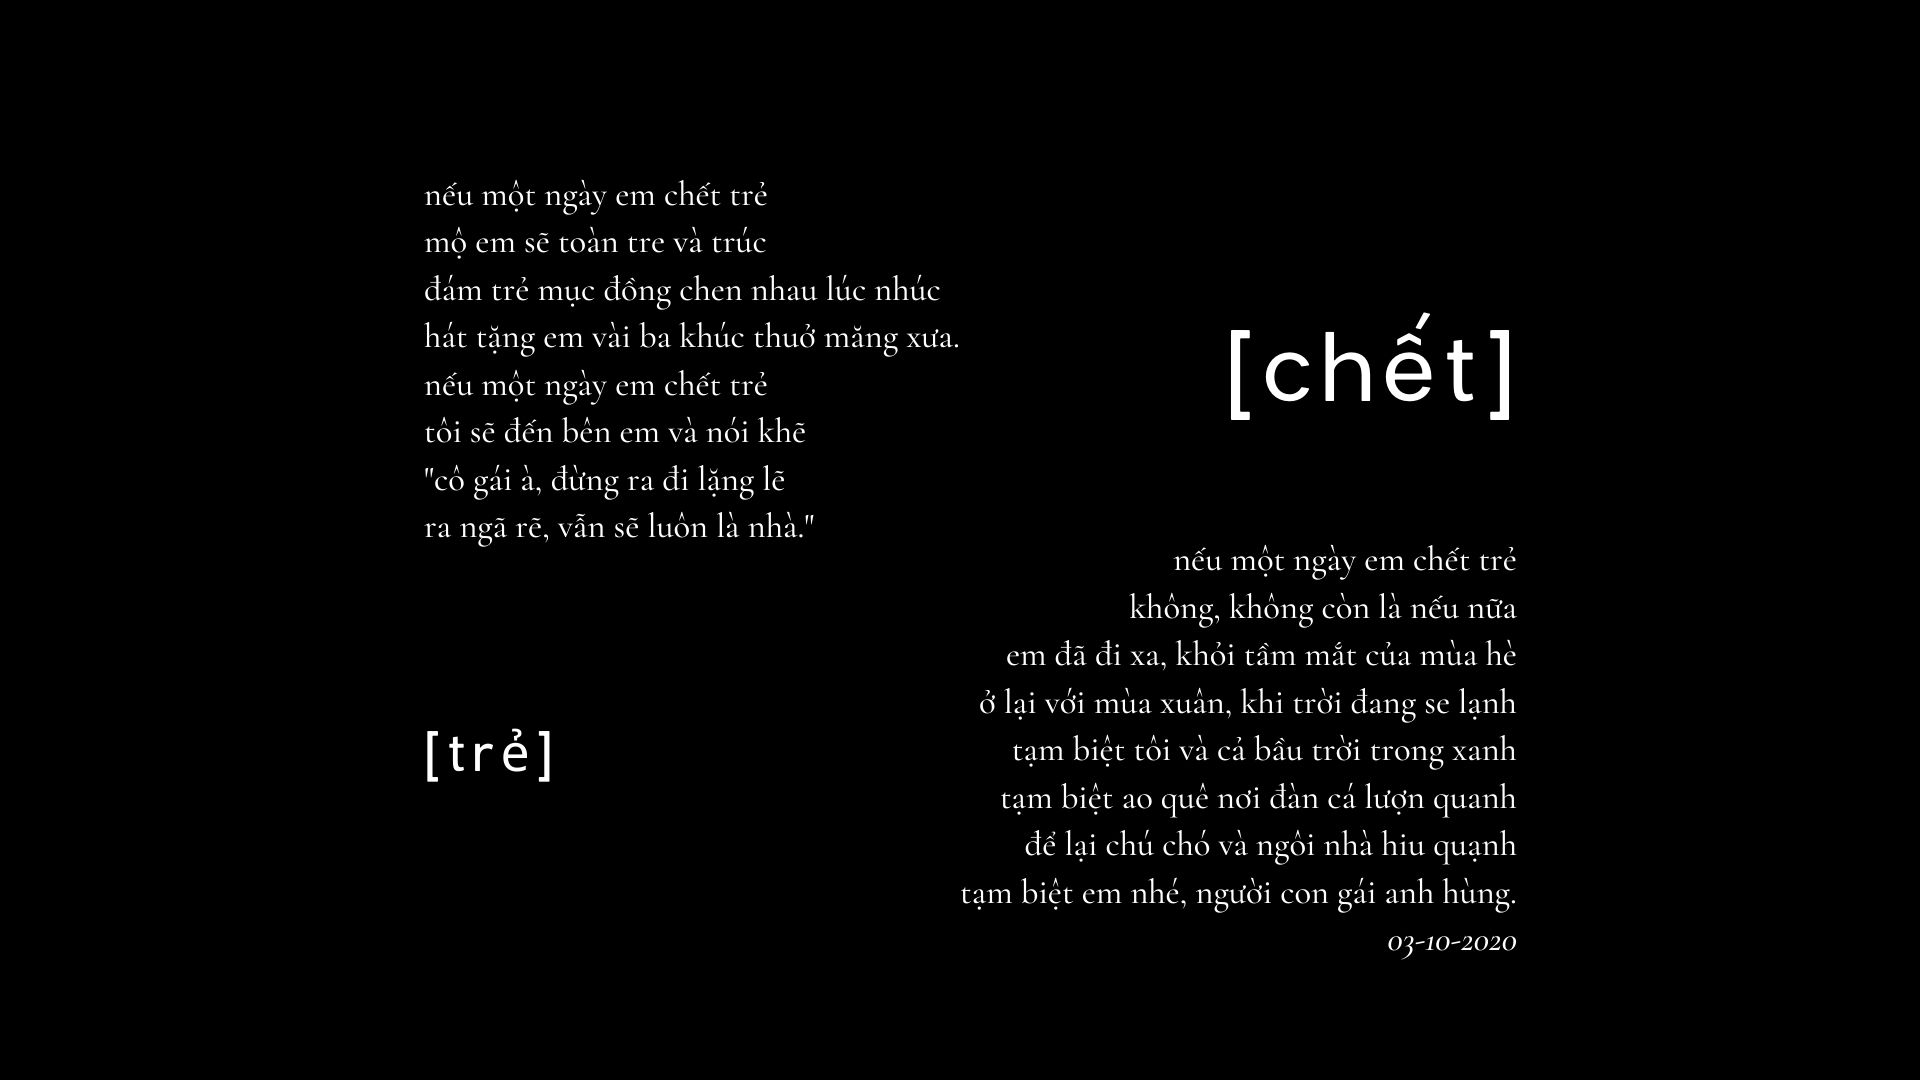 nếu một ngày em chết trẻ
mộ em sẽ toàn tre và trúc
đám trẻ mục đồng chen nhau lúc nhúc
hát tặng em vài ba khúc thuở măng xưa.
nếu một ngày em chết trẻ
tôi sẽ đến bên em và nói khẽ
"cô gái à, đừng ra đi lặng lẽ
ra ngã rẽ, vẫn sẽ luôn là nhà."
[trẻ]
[chết]
nếu một ngày em chết trẻ
không, không còn là nếu nữa
em đã đi xa, khỏi tầm mắt của mùa hè
ở lại với mùa xuân, khi trời đang se lạnh
tạm biệt tôi và cả bầu trời trong xanh
tạm biệt ao quê nơi đàn cá lượn quanh
để lại chú chó và ngôi nhà hiu quạnh
tạm biệt em nhé, người con gái anh hùng.
03-10-2020